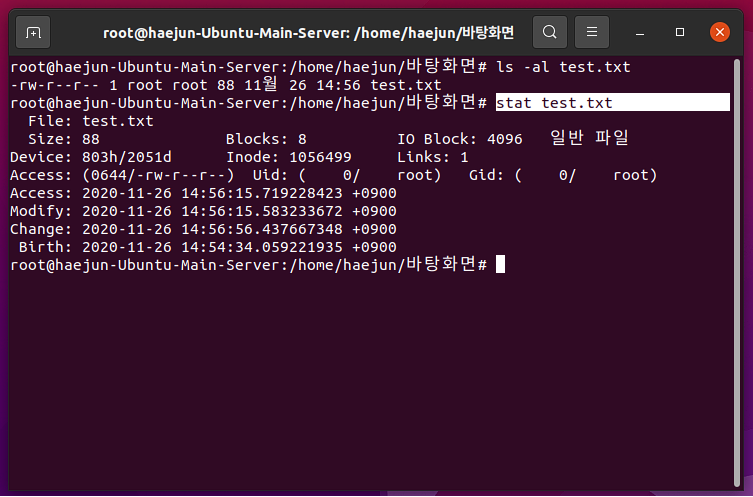 root@haejun-Ubuntu-Main-Server: /home/haejun/바탕화면
root@haejun-Ubuntu-Main-Server:/home/haejun/바탕화면# ls -al test.txt
-rw-r--r-- 1 root root 88 11월 26 14:56 test.txt
root@haejun-Ubuntu-Main-Server:/home/haejun/바탕화면# stat test.txt
  File: test.txt
  Size: 88              Blocks: 8          IO Block: 4096   일반 파일
Device: 803h/2051d      Inode: 1056499     Links: 1
Access: (0644/-rw-r--r--)  Uid: (    0/    root)   Gid: (    0/    root)
Access: 2020-11-26 14:56:15.719228423 +0900
Modify: 2020-11-26 14:56:15.583233672 +0900
Change: 2020-11-26 14:56:56.437667348 +0900
 Birth: 2020-11-26 14:54:34.059221935 +0900
root@haejun-Ubuntu-Main-Server:/home/haejun/바탕화면#